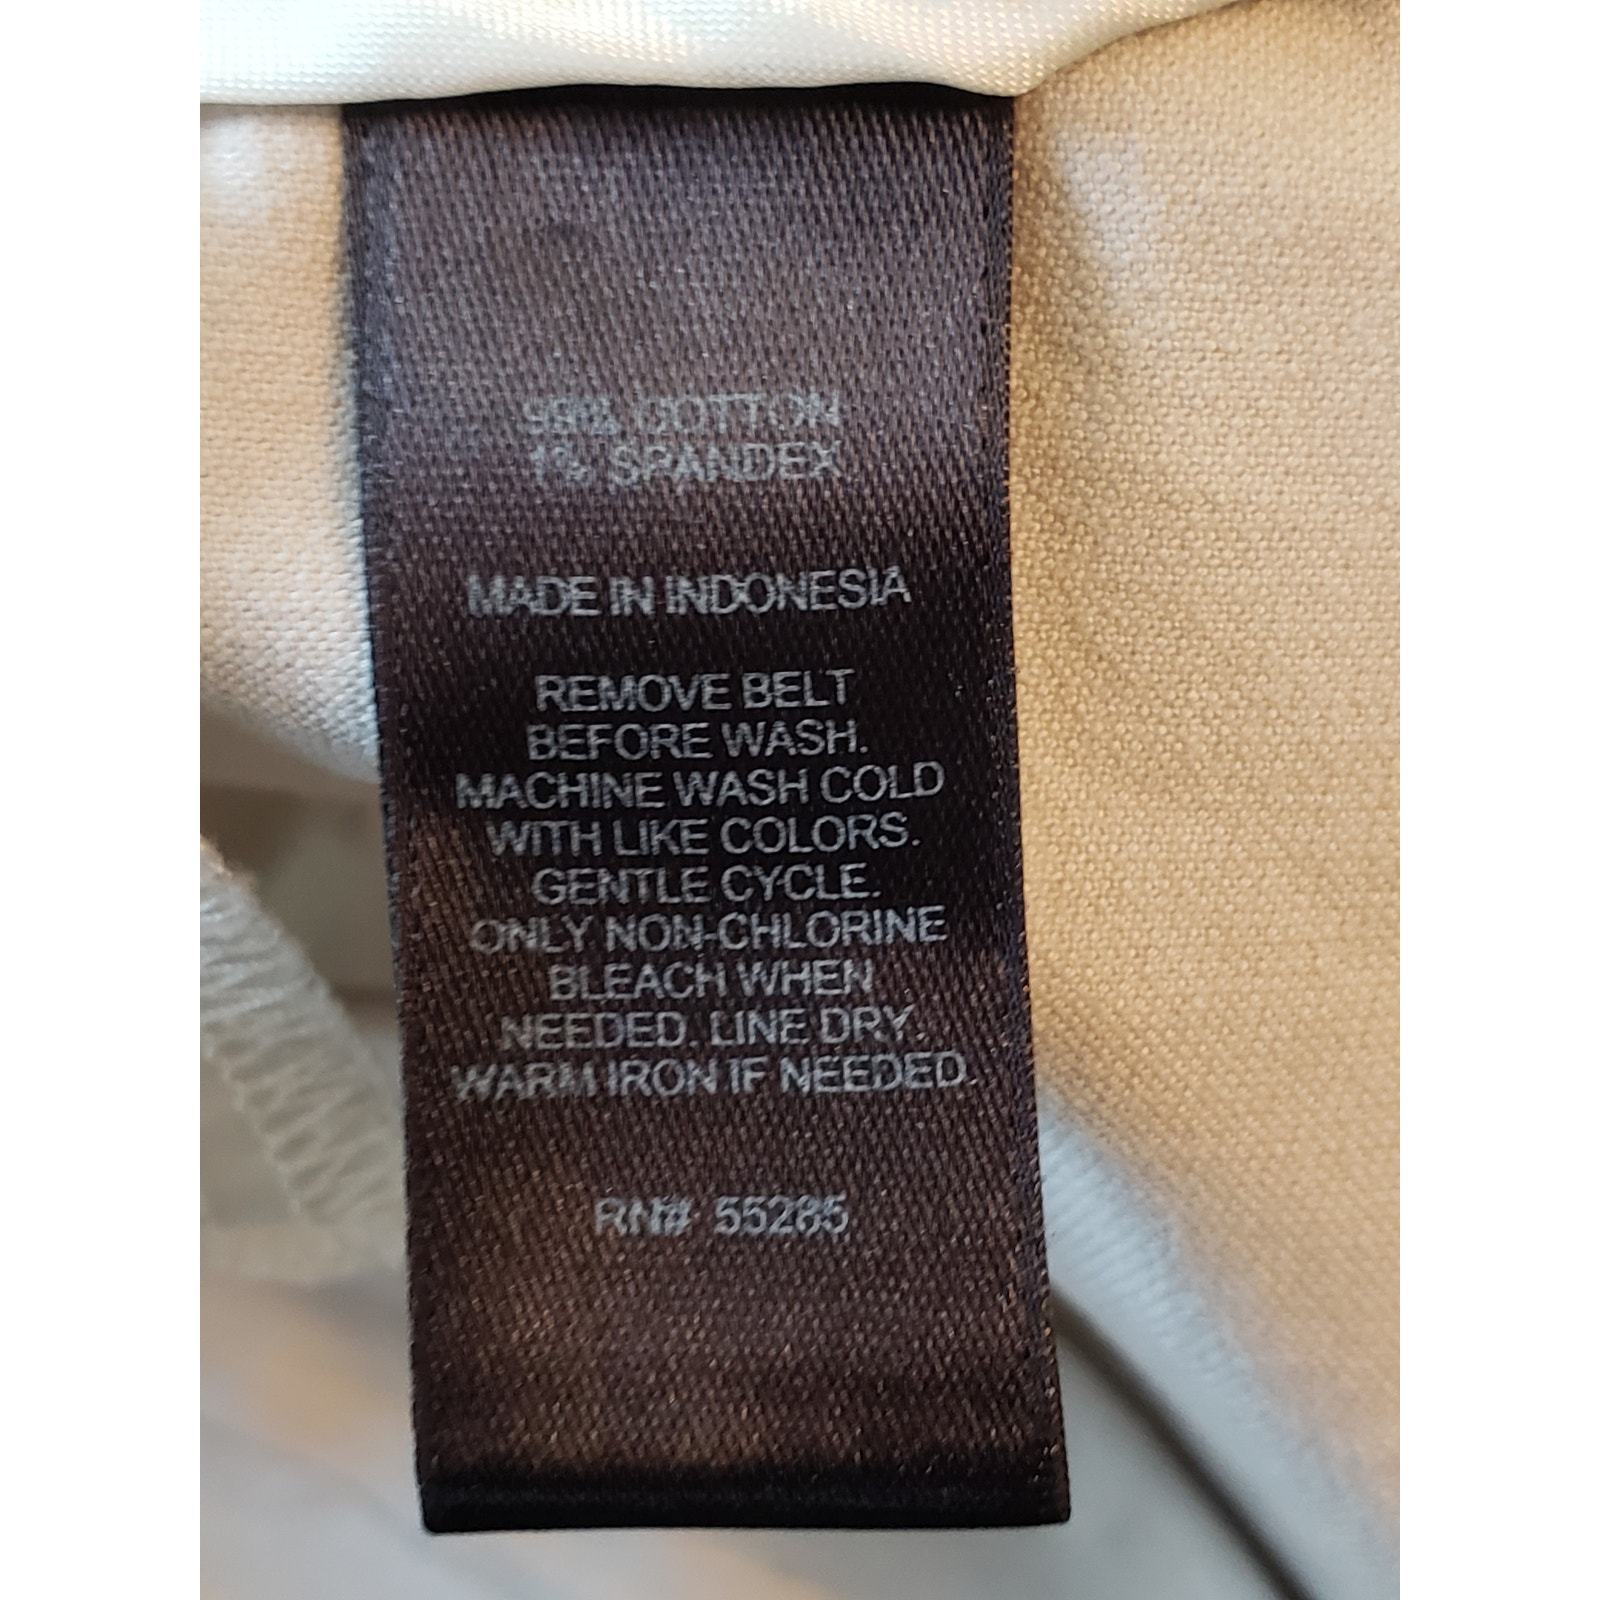 99% COTTON
1% SPANDEX
MADE IN INDONESIA
REMOVE BELT
BEFORE WASH.
MACHINE WASH COLD
WITH LIKE COLORS.
GENTLE CYCLE.
ONLY NON-CHLORINE
BLEACH WHEN
NEEDED. LINE DRY.
WARM IRON IF NEEDED.
RN# 55285